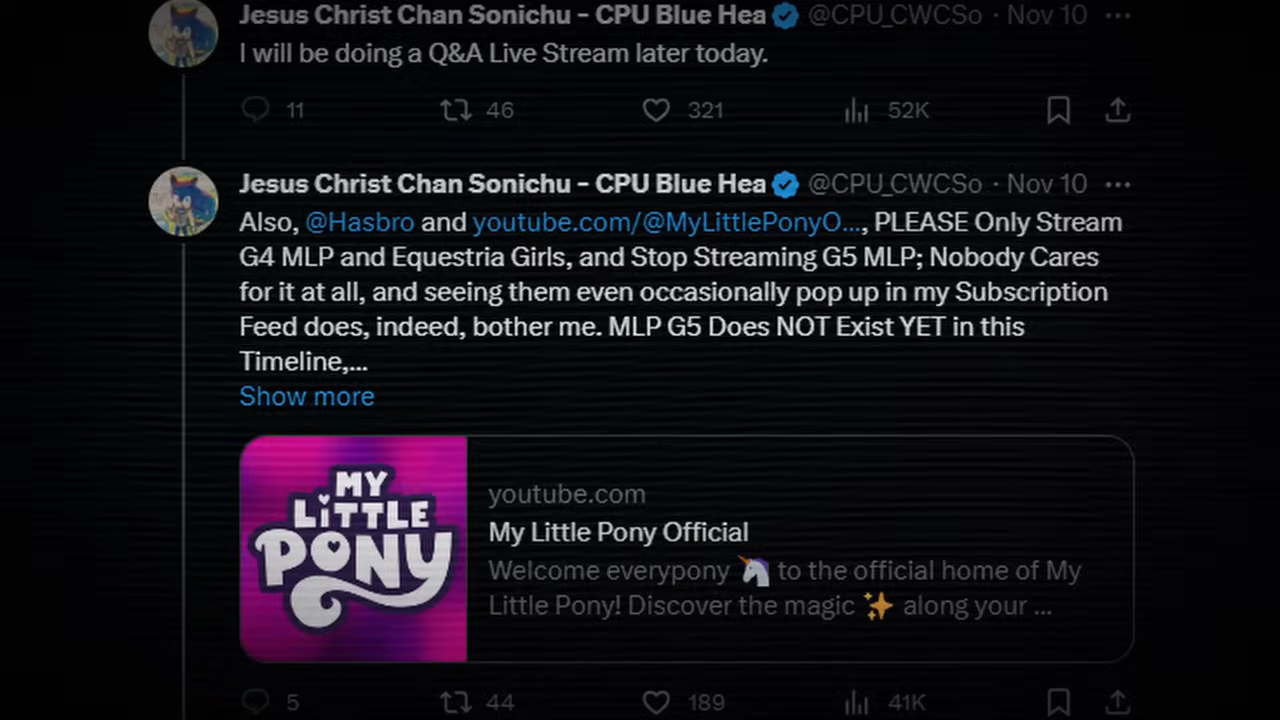 Jesus Christ Chan Sonichu - CPU Blue Hea @CPU_CWCSo · Nov 10 ···
I will be doing a Q&A Live Stream later today.
11 46 321 52K
Jesus Christ Chan Sonichu - CPU Blue Hea @CPU_CWCSo · Nov 10 ···
Also, @Hasbro and youtube.com/@MyLittlePonyO..., PLEASE Only Stream
G4 MLP and Equestria Girls, and Stop Streaming G5 MLP; Nobody Cares
for it at all, and seeing them even occasionally pop up in my Subscription
Feed does, indeed, bother me. MLP G5 Does NOT Exist YET in this
Timeline,...
Show more
MY
LiTTLE
PONY
youtube.com
My Little Pony Official
Welcome everypony 🦄 to the official home of My
Little Pony! Discover the magic ✨ along your ...
5 44 189 41K